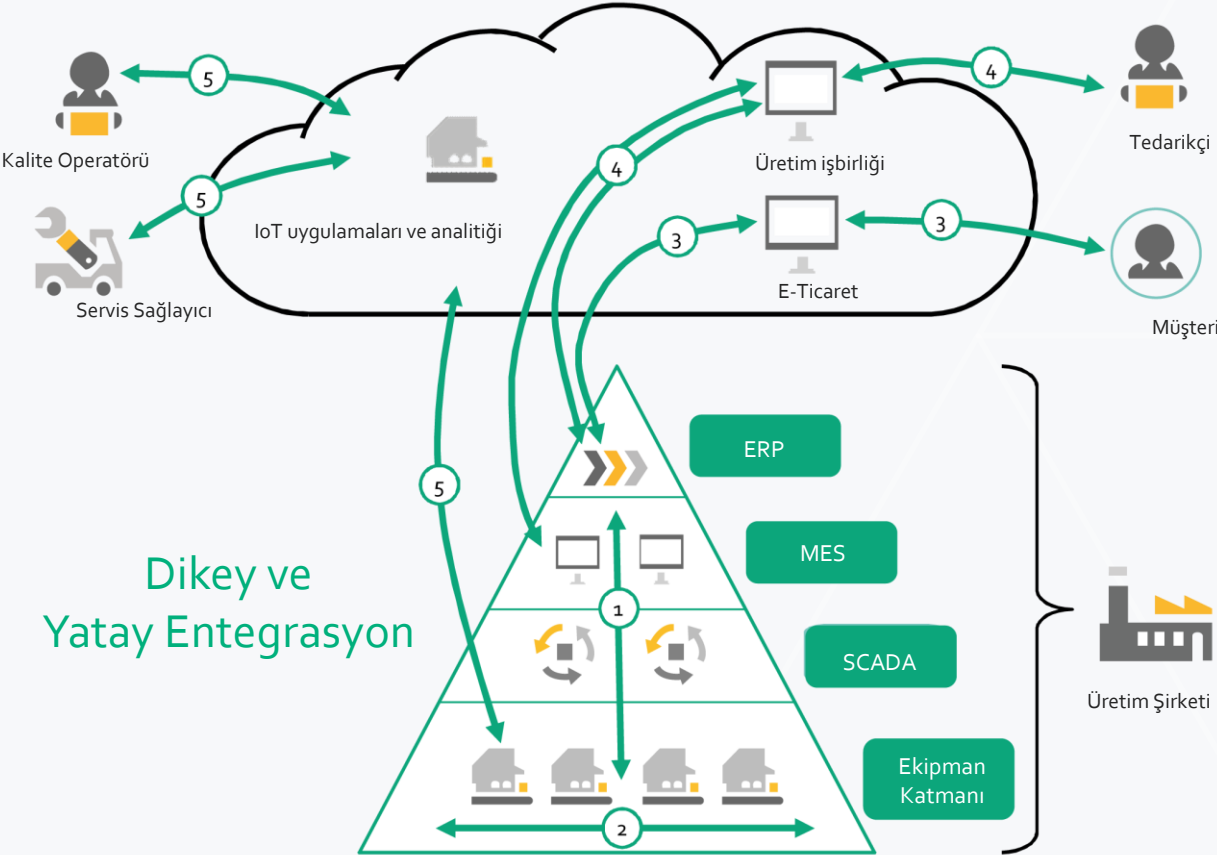 5
4
Kalite Operatörü
Tedarikçi
4
Üretim işbirliği
5
3
3
IoT uygulamaları ve analitiği
E-Ticaret
Servis Sağlayıcı
Müşteri
ERP
5
MES
Dikey ve
Yatay Entegrasyon
1
SCADA
Üretim Şirketi
Ekipman
Katmanı
2